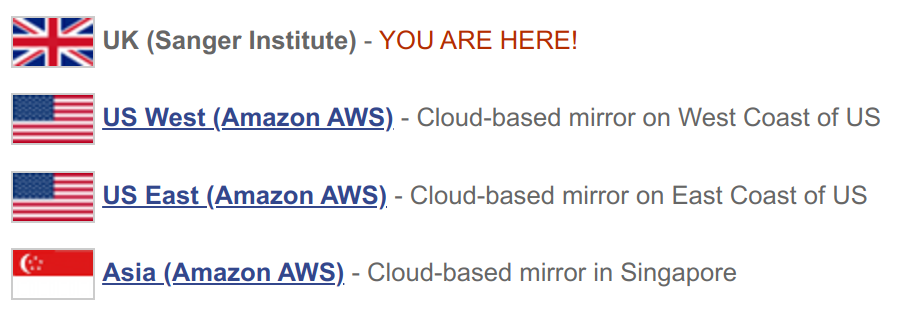 UK (Sanger Institute) - YOU ARE HERE!
US West (Amazon AWS) - Cloud-based mirror on West Coast of US
US East (Amazon AWS) - Cloud-based mirror on East Coast of US
Asia (Amazon AWS) - Cloud-based mirror in Singapore